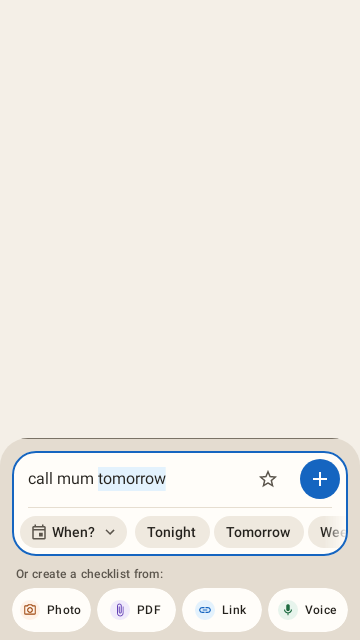 call mum tomorrow
When?
Tonight
Tomorrow
Or create a checklist from:
Photo
PDF
Link
Voice